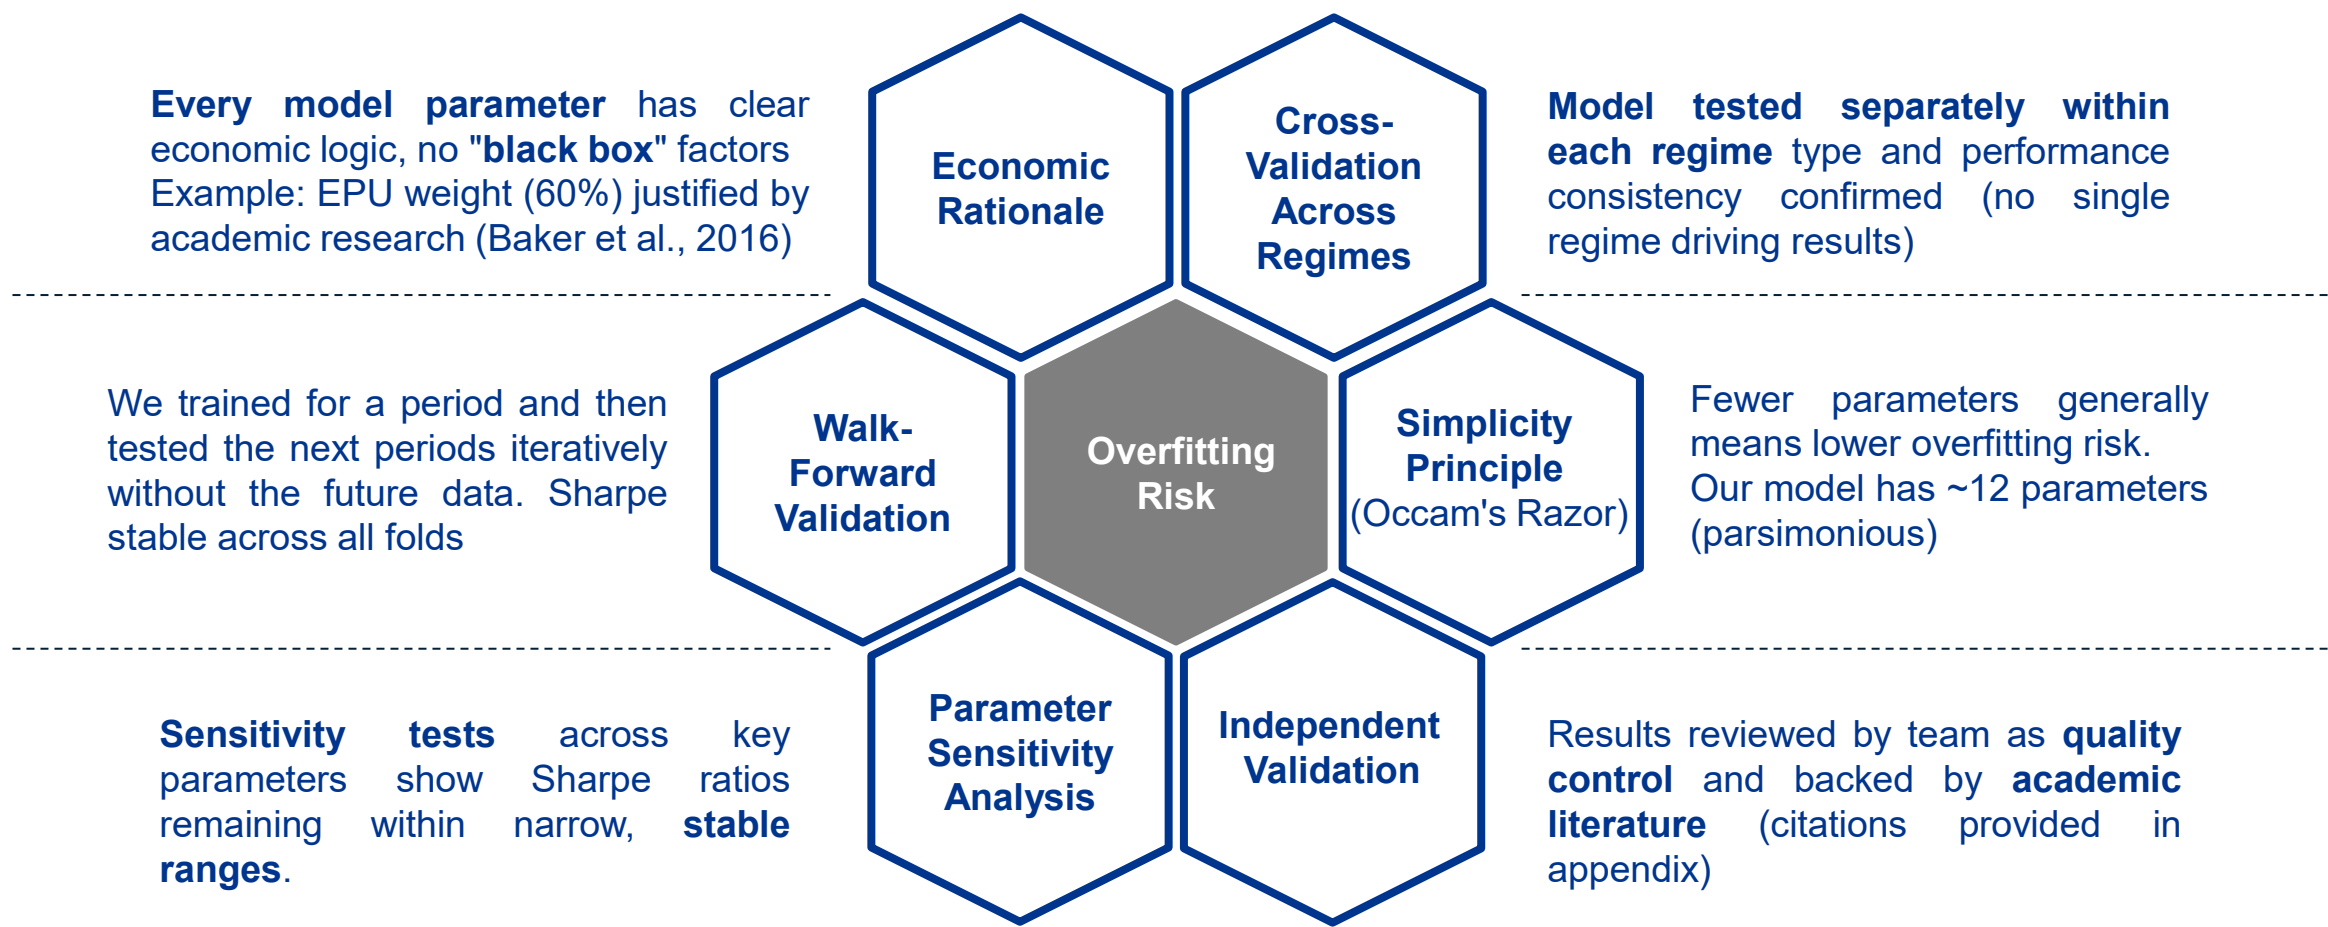 Every model parameter has clear
economic logic, no "black box" factors
Example: EPU weight (60%) justified by
academic research (Baker et al., 2016)
Economic
Rationale
Cross-
Validation
Across
Regimes
Model tested separately within
each regime type and performance
consistency confirmed (no single
regime driving results)
We trained for a period and then
tested the next periods iteratively
without the future data. Sharpe
stable across all folds
Walk-
Forward
Validation
Overfitting
Risk
Simplicity
Principle
(Occam's Razor)
Fewer parameters generally
means lower overfitting risk.
Our model has ~12 parameters
(parsimonious)
Sensitivity tests across key
parameters show Sharpe ratios
remaining within narrow, stable
ranges.
Parameter
Sensitivity
Analysis
Independent
Validation
Results reviewed by team as quality
control and backed by academic
literature (citations provided in
appendix)